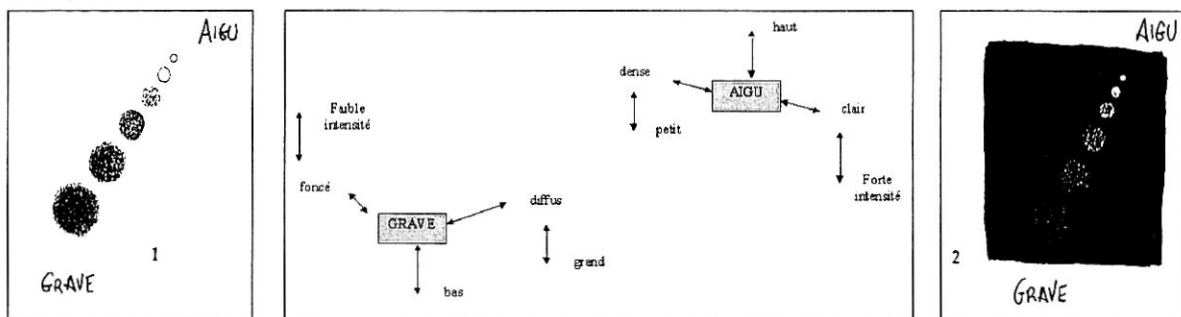 AIGU
1
GRAVE
haut
dense
AIGU
petit
clair
Faible
intensité
Forte
intensité
foncé
diffus
GRAVE
grend
bas
AIGU
2
GRAVE